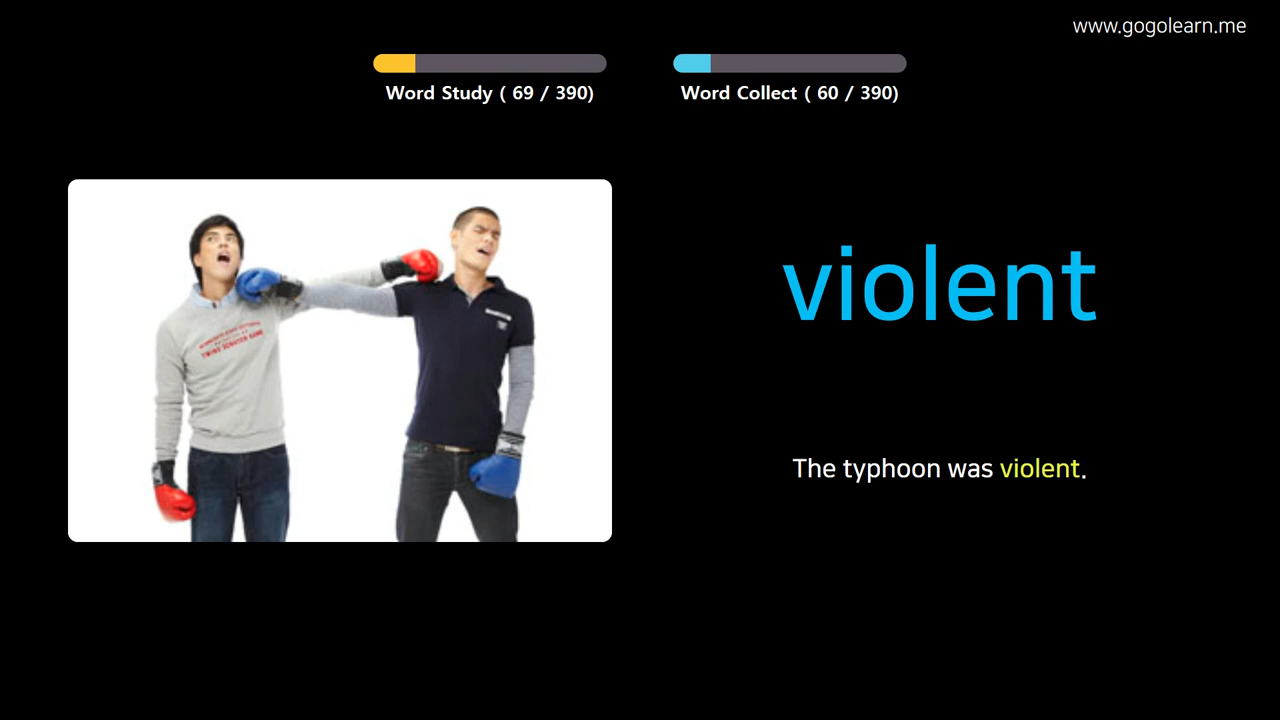 www.gogolearn.me
Word Study ( 69 / 390)
Word Collect ( 60 / 390)
violent
The typhoon was violent.